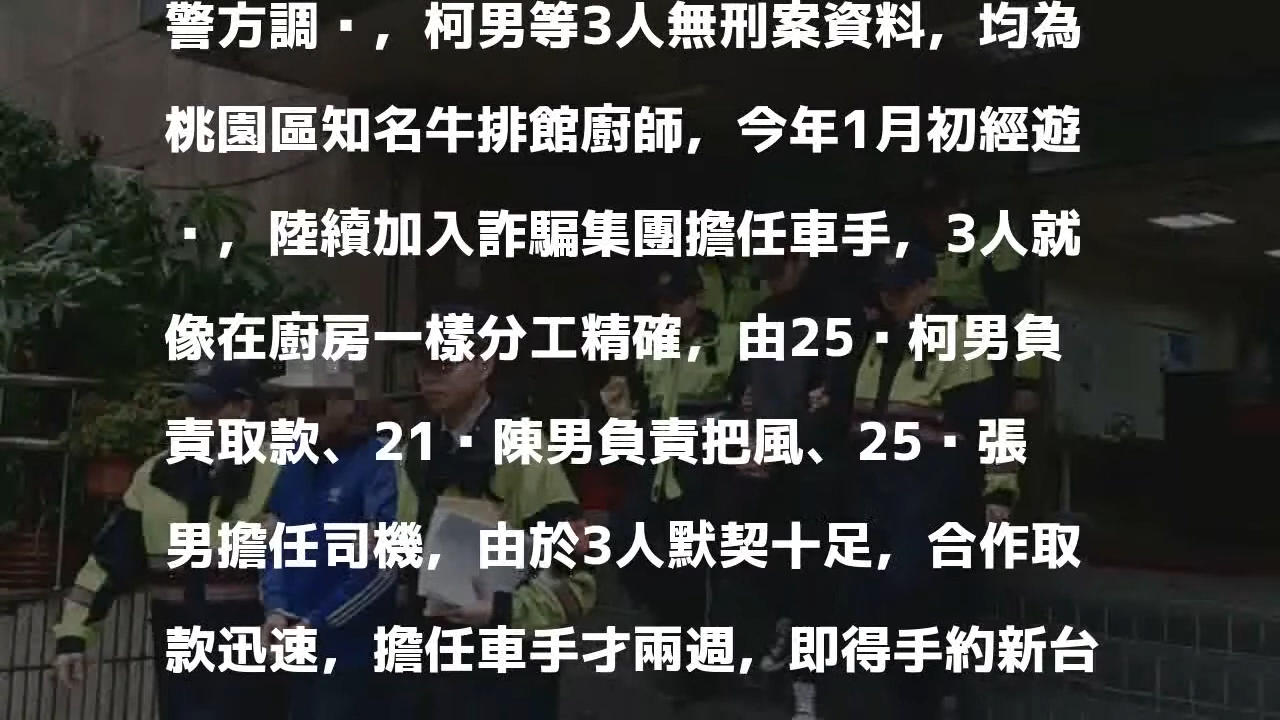 警方調·，柯男等3人無刑案資料，均為
桃園區知名牛排館廚師，今年1月初經遊
·，陸續加入詐騙集團擔任車手，3人就
像在廚房一樣分工精確，由25·柯男負
責取款、21·陳男負責把風、25·張
男擔任司機，由於3人默契十足，合作取
款迅速，擔任車手才兩週，即得手約新台